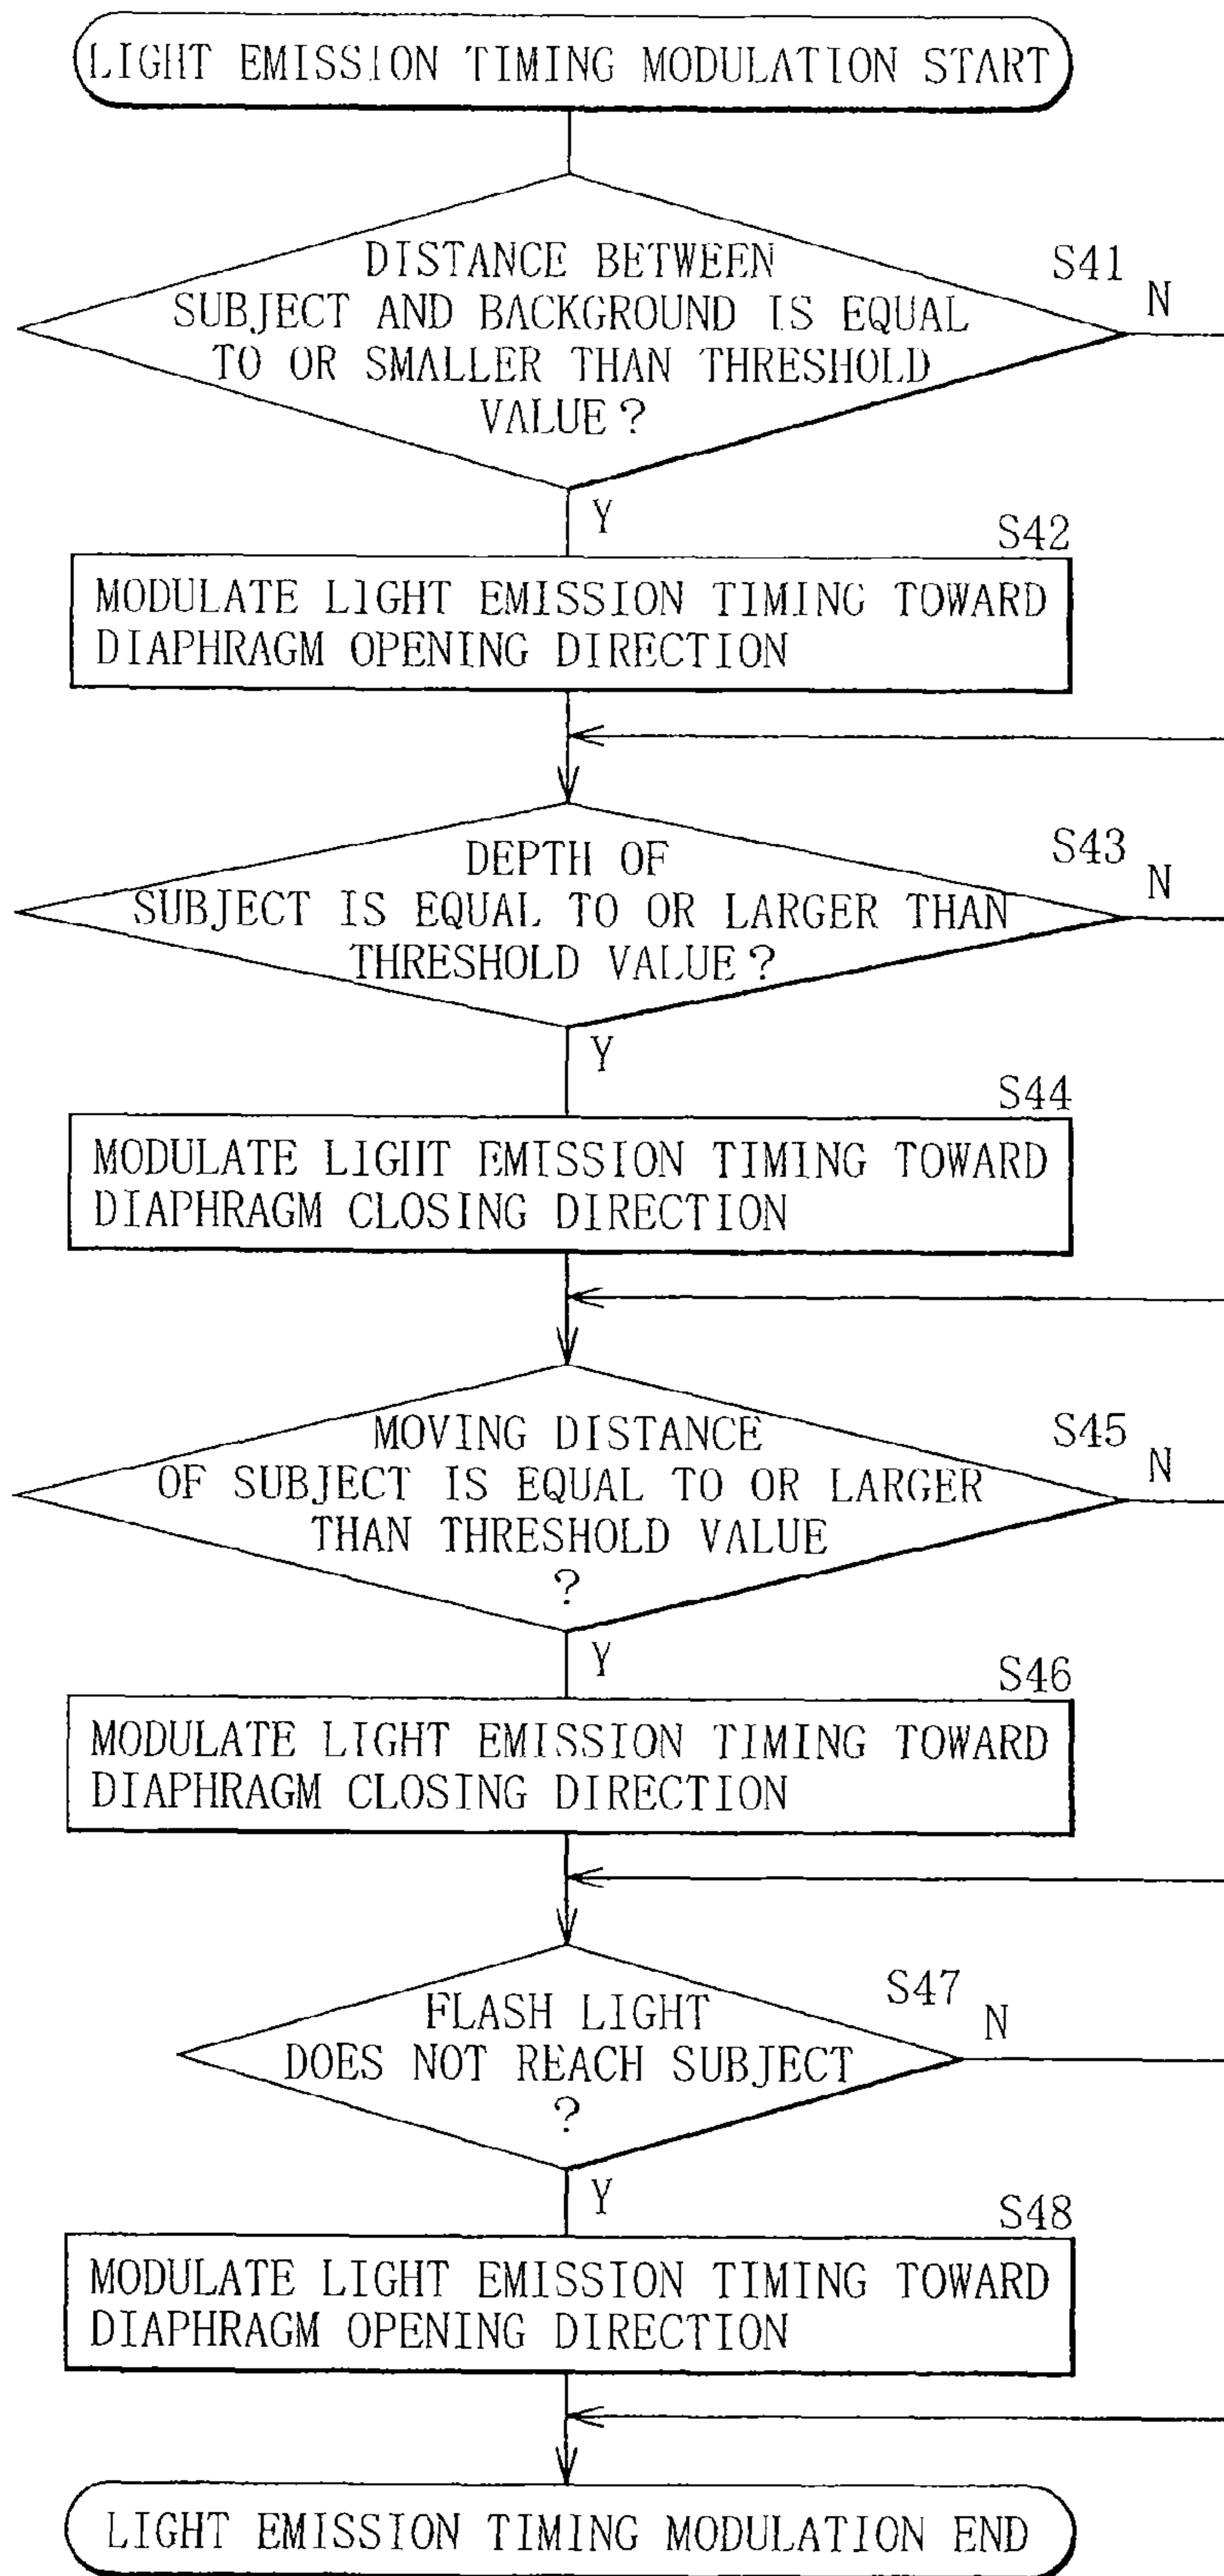 LIGHT EMISSION TIMING MODULATION START
DISTANCE BETWEEN
SUBJECT AND BACKGROUND IS EQUAL
TO OR SMALLER THAN THRESHOLD
VALUE?
S41
N
Y
S42
MODULATE LIGHT EMISSION TIMING TOWARD
DIAPHRAGM OPENING DIRECTION
DEPTH OF
SUBJECT IS EQUAL TO OR LARGER THAN
THRESHOLD VALUE?
S43
N
Y
S44
MODULATE LIGHT EMISSION TIMING TOWARD
DIAPHRAGM CLOSING DIRECTION
MOVING DISTANCE
OF SUBJECT IS EQUAL TO OR LARGER
THAN THRESHOLD VALUE
?
S45
N
Y
S46
MODULATE LIGHT EMISSION TIMING TOWARD
DIAPHRAGM CLOSING DIRECTION
FLASH LIGHT
DOES NOT REACH SUBJECT
?
S47
N
Y
S48
MODULATE LIGHT EMISSION TIMING TOWARD
DIAPHRAGM OPENING DIRECTION
LIGHT EMISSION TIMING MODULATION END